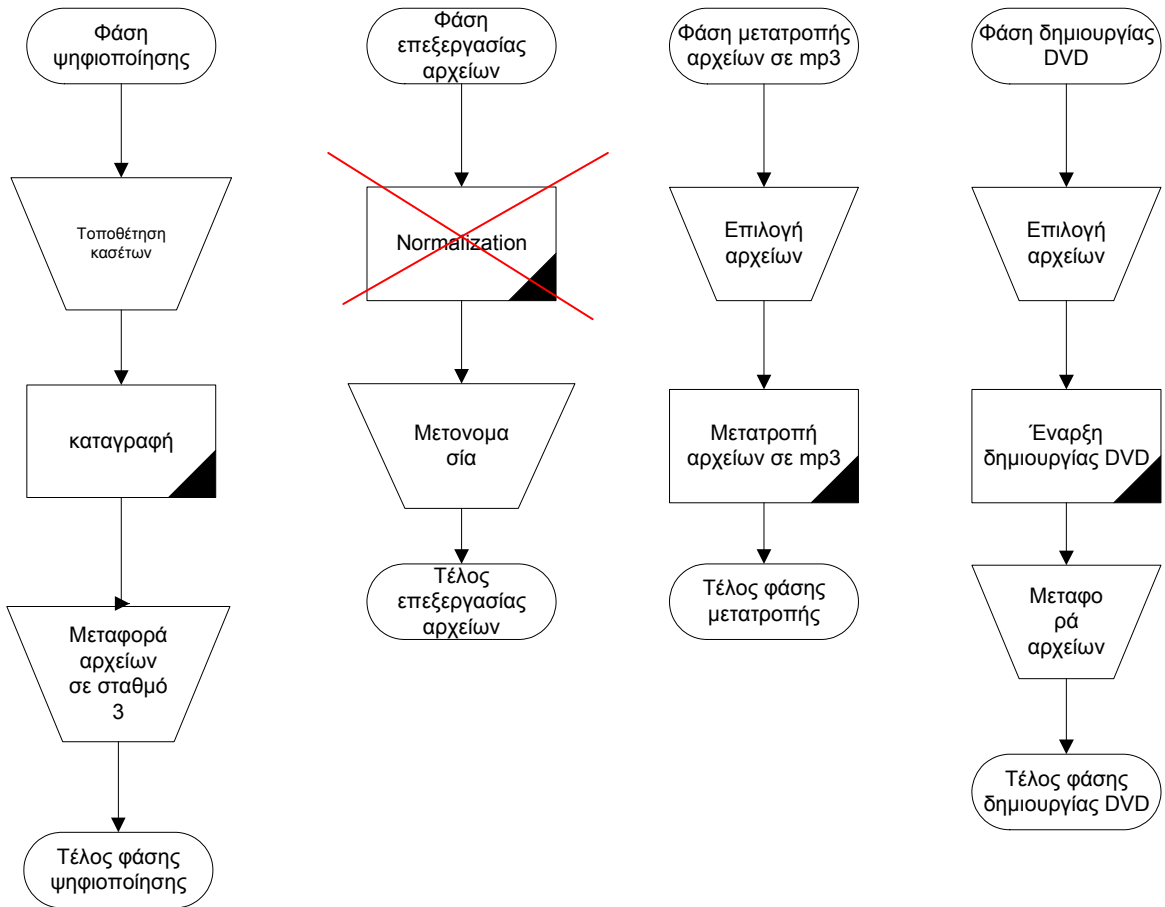 Φάση
ψηφιοποίησης
Τοποθέτηση
κασέτων
καταγραφή
Μεταφορά
αρχείων
σε σταθμό
3
Τέλος φάσης
ψηφιοποίησης
Φάση
επεξεργασίας
αρχείων
Normalization
Μετονομα
σία
Τέλος
επεξεργασίας
αρχείων
Φάση μετατροπής
αρχείων σε mp3
Επιλογή
αρχείων
Μετατροπή
αρχείων σε mp3
Τέλος φάσης
μετατροπής
Φάση δημιουργίας
DVD
Επιλογή
αρχείων
Έναρξη
δημιουργίας DVD
Μεταφο
ρά
αρχείων
Τέλος φάσης
δημιουργίας DVD